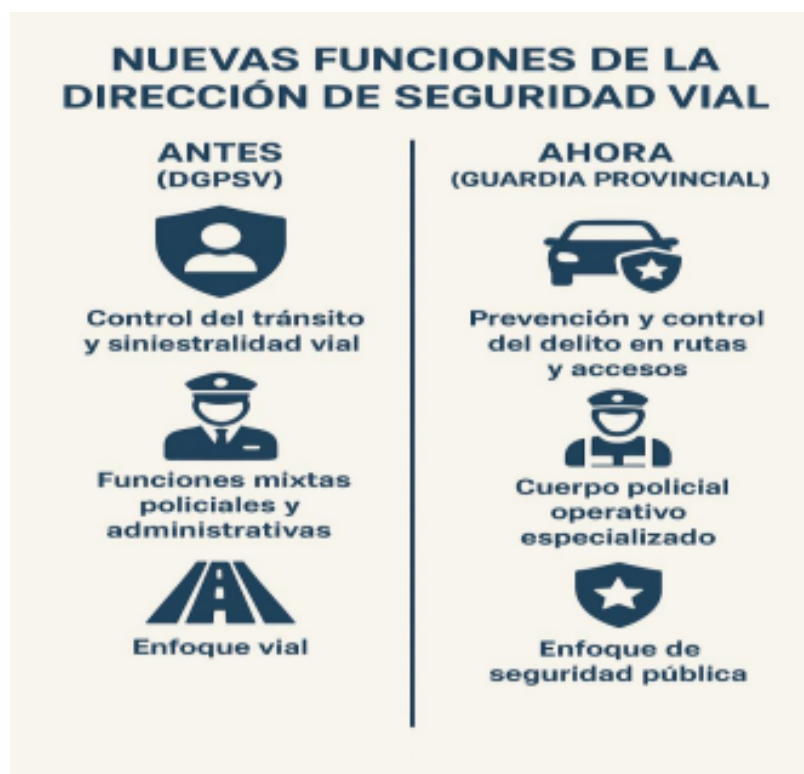 NUEVAS FUNCIONES DE LA
DIRECCIÓN DE SEGURIDAD VIAL
ANTES
(DGPSV)
Control del tránsito
y siniestralidad vial
Funciones mixtas
policiales y
administrativas
Enfoque vial
AHORA
(GUARDIA PROVINCIAL)
Prevención y control
del delito en rutas
y accesos
Cuerpo policial
operativo
especializado
Enfoque de
seguridad pública